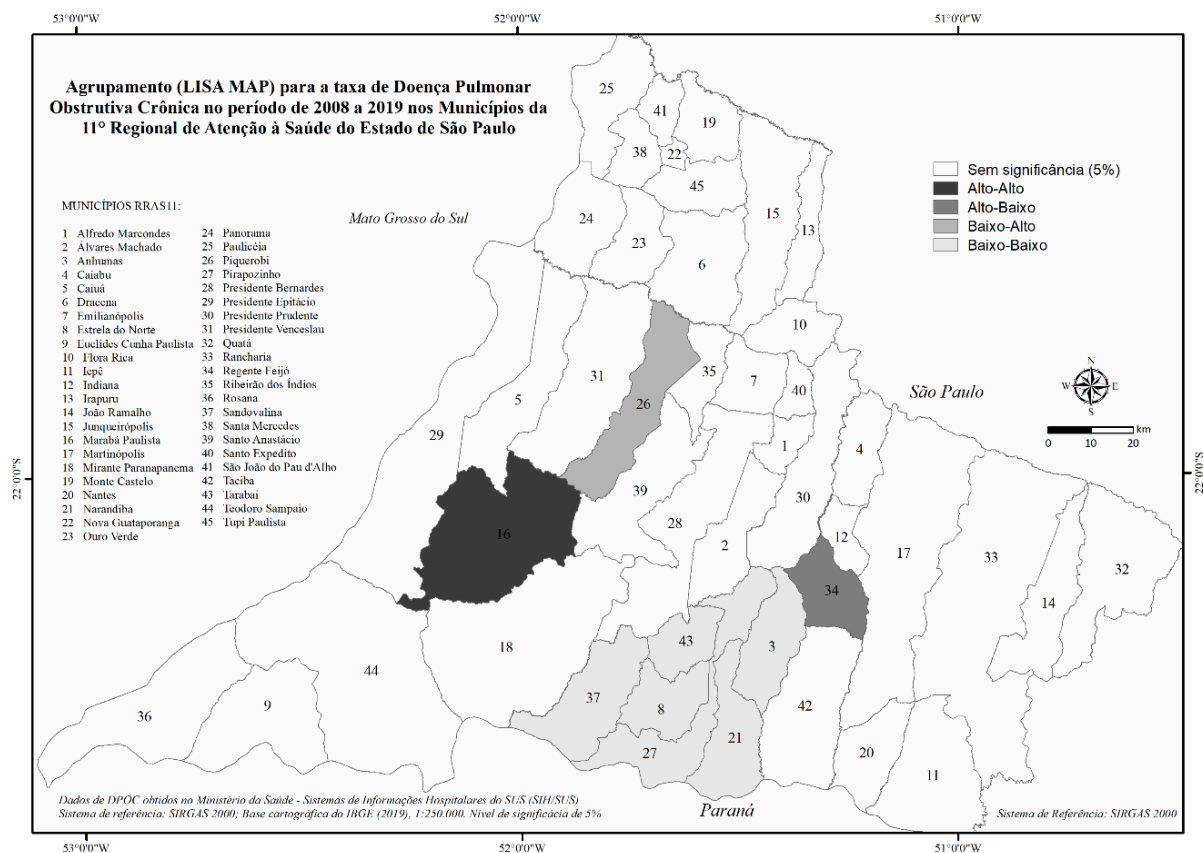 53°0'0"W 52°0'0"W 51°0'0"W
Agrupamento (LISA MAP) para a taxa de Doença Pulmonar
Obstrutiva Crônica no período de 2008 a 2019 nos Municípios da
11° Regional de Atenção à Saúde do Estado de São Paulo
Sem significância (5%)
Alto-Alto
Alto-Baixo
Baixo-Alto
Baixo-Baixo
MUNICÍPIOS RRAS11:
1 Alfredo Marcondes
2 Álvares Machado
3 Anhumas
4 Caiabu
5 Caiuá
6 Dracena
7 Emilianópolis
8 Estrela do Norte
9 Euclides Cunha Paulista
10 Flora Rica
11 Iepê
12 Indiana
13 Irapuru
14 João Ramalho
15 Junqueirópolis
16 Marabá Paulista
17 Martinópolis
18 Mirante Paranapanema
19 Monte Castelo
20 Nantes
21 Narandiba
22 Nova Guataporanga
23 Ouro Verde
24 Panorama
25 Paulicéia
26 Piquerobi
27 Pirapozinho
28 Presidente Bernardes
29 Presidente Epitácio
30 Presidente Prudente
31 Presidente Venceslau
32 Quatá
33 Rancharia
34 Regente Feijó
35 Ribeirão dos Índios
36 Rosana
37 Sandovalina
38 Santa Mercedes
39 Santo Anastácio
40 Santo Expedito
41 São João do Pau d'Alho
42 Taciba
43 Tarabai
44 Teodoro Sampaio
45 Tupi Paulista
Mato Grosso do Sul
São Paulo
Paraná
N
W E
S
km
0 10 20
22°0'0"S
22°0'0"S
25
41
19
38
22
45
24
15
13
23
6
10
31
35
7
40
5
26
29
1
4
39
30
28
16
2
12
17
33
32
34
14
43
3
18
44
37
8
42
9
36
21
27
20
11
Dados de DPOC obtidos no Ministério da Saúde - Sistemas de Informações Hospitalares do SUS (SIH/SUS)
Sistema de referência: SIRGAS 2000; Base cartográfica do IBGE (2019), 1:250.000. Nível de significácia de 5%
Sistema de Referência: SIRGAS 2000
53°0'0"W 52°0'0"W 51°0'0"W